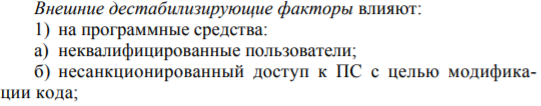 Внешние дестабилизирующие факторы влияют:
1) на программные средства:
а) неквалифицированные пользователи;
б) несанкционированный доступ к ПС с целью модифика-
ции кода;